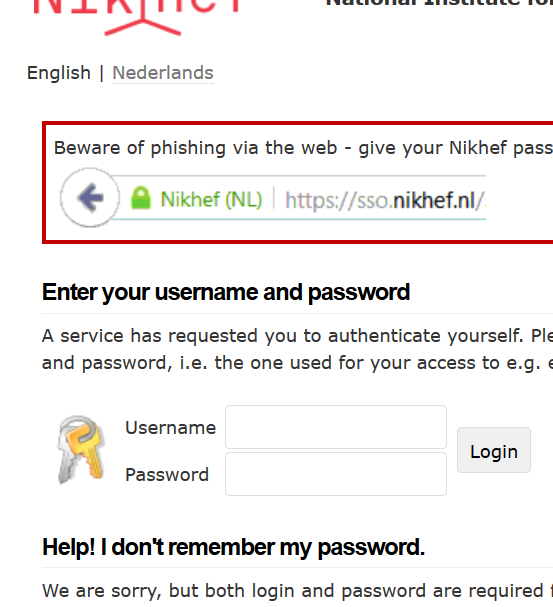 Nikhef
National Institute for
English | Nederlands
Beware of phishing via the web - give your Nikhef pass
Nikhef (NL) | https://sso.nikhef.nl/
Enter your username and password
A service has requested you to authenticate yourself. Ple
and password, i.e. the one used for your access to e.g. e
Username
Login
Password
Help! I don't remember my password.
We are sorry, but both login and password are required f